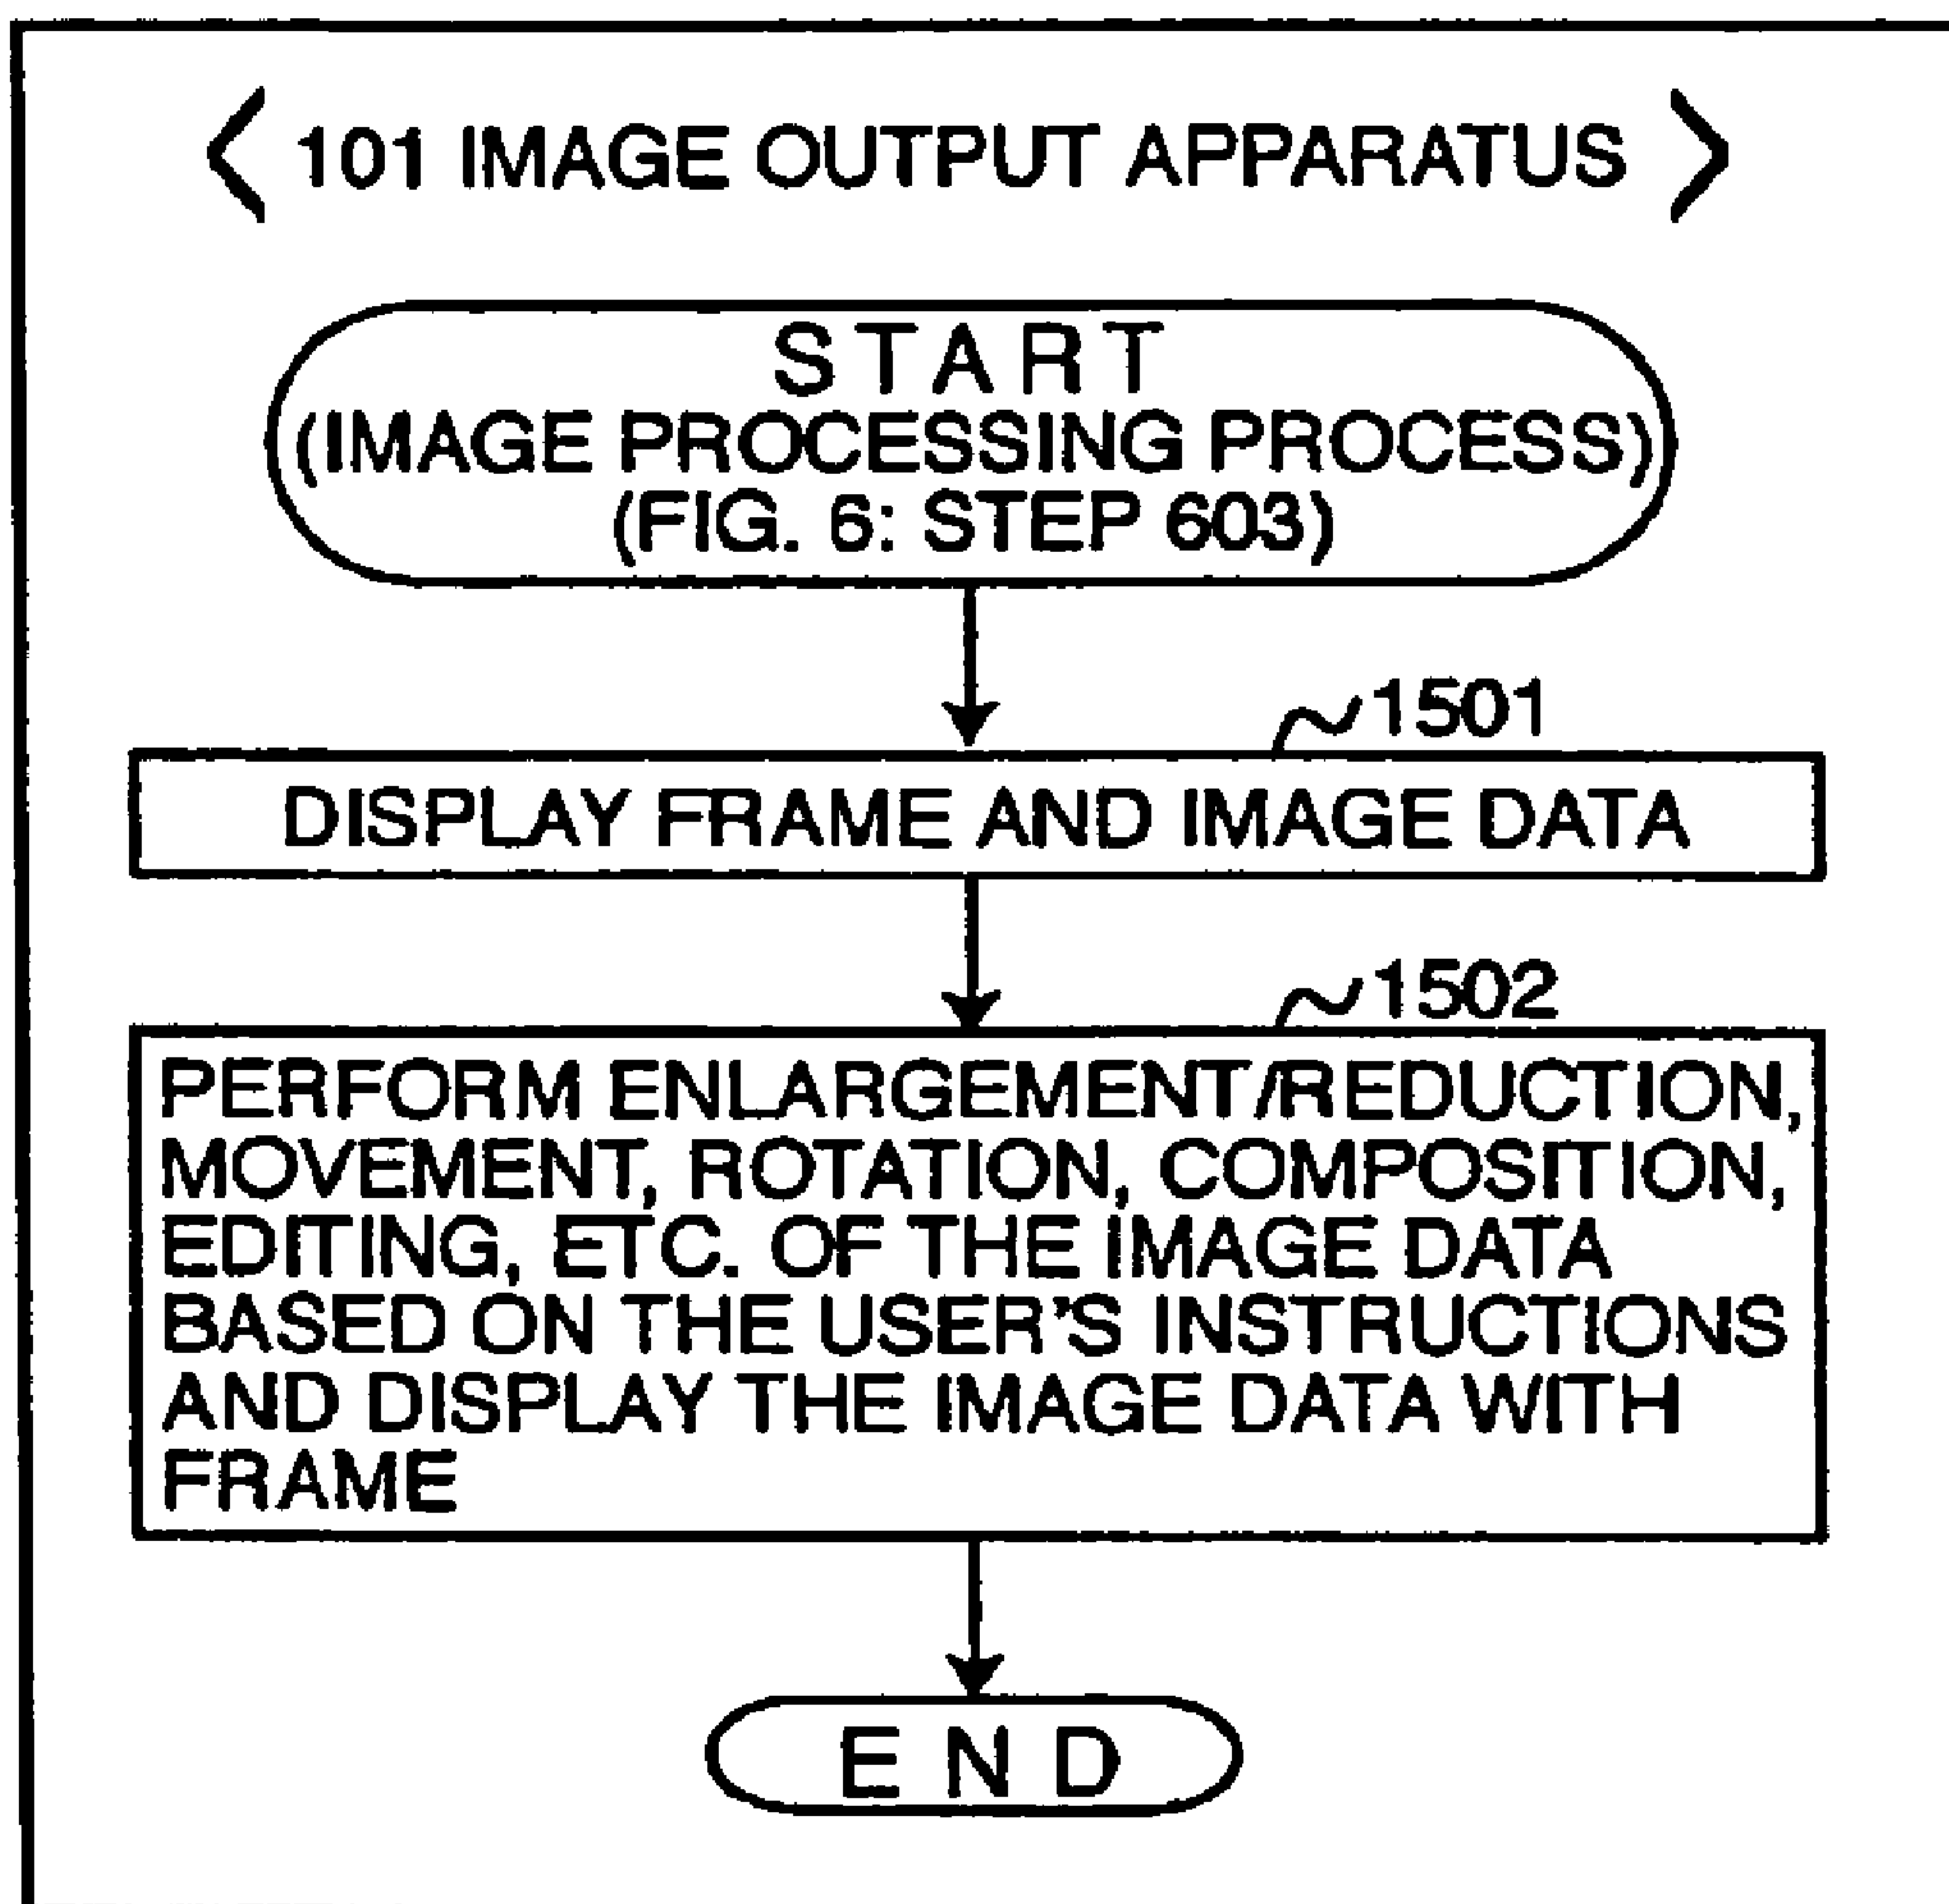 〈 101 IMAGE OUTPUT APPARATUS 〉
START
(IMAGE PROCESSING PROCESS)
(FIG. 6: STEP 603)
1501
DISPLAY FRAME AND IMAGE DATA
1502
PERFORM ENLARGEMENT/REDUCTION,
MOVEMENT, ROTATION, COMPOSITION,
EDITING, ETC. OF THE IMAGE DATA
BASED ON THE USER'S INSTRUCTIONS
AND DISPLAY THE IMAGE DATA WITH
FRAME
END